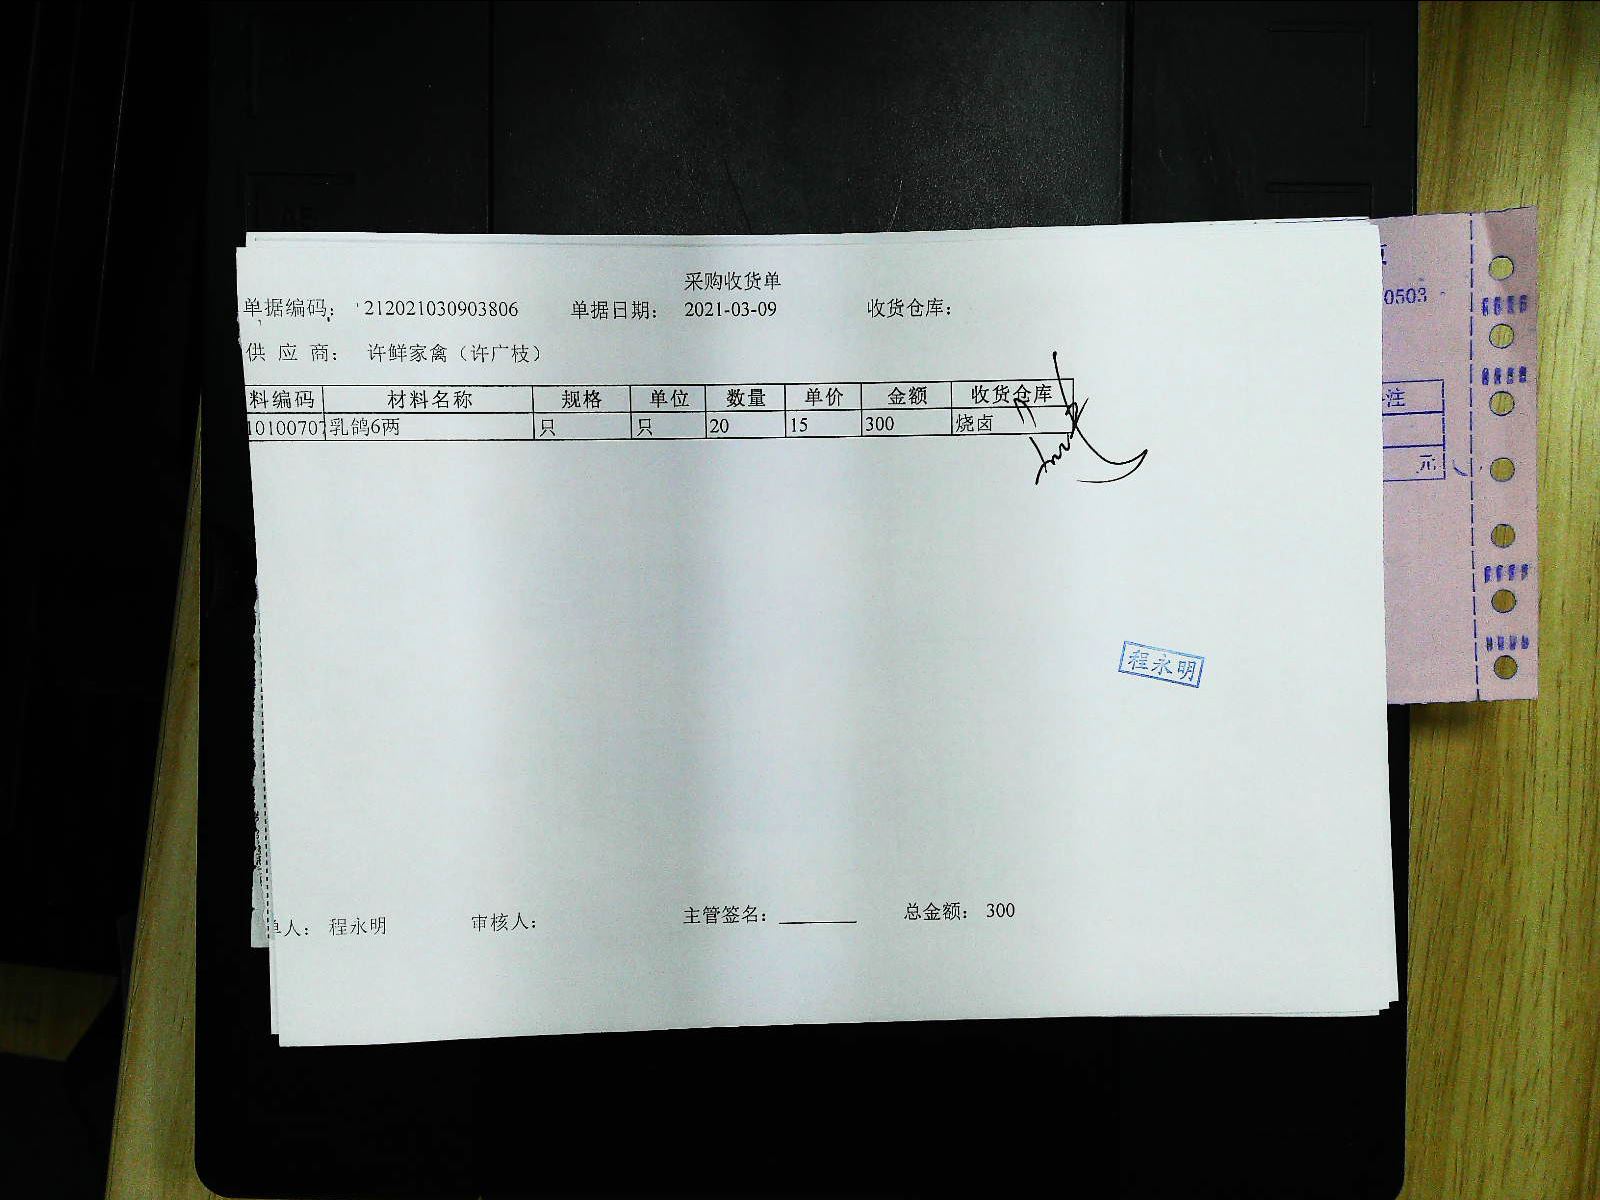 采购收货单
单据编码: 212021030903806 单据日期: 2021-03-09 收货仓库:
供 应 商: 许鲜家禽（许广枝）
料编码 材料名称 规格 单位 数量 单价 金额 收货仓库
10100707 乳鸽6两 只 只 20 15 300 烧卤
0503
注
元
程永明
单人: 程永明 审核人: 主管签名: 总金额: 300